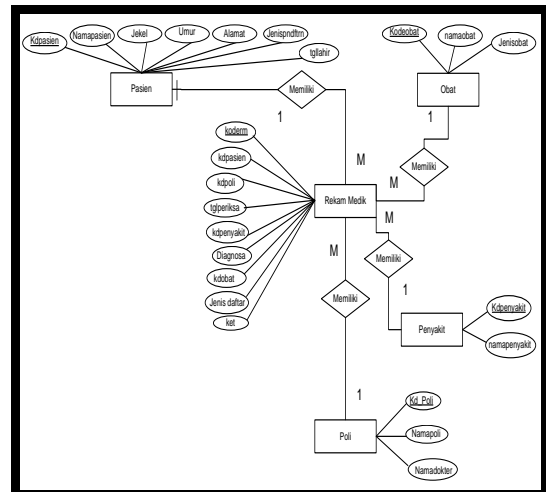 Kdpasien
Namapasien
Jekel
Umur
Alamat
Jenispndftrn
tgllahir
Kodeobat
namaobat
Jenisobat
Pasien
Memiliki
Obat
1
1
koderm
kdpasien
kdpoli
tglperiksa
kdpenyakit
Diagnosa
kdobat
Jenis daftar
ket
M
Memiliki
M
Rekam Medik
M
M
Memiliki
Memiliki
1
Kdpenyakit
Penyakit
namapenyakit
1
Kd_Poli
Poli
Namapoli
Namadokter